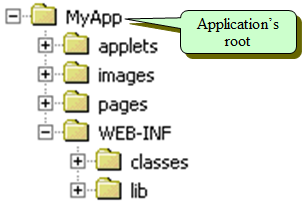 MyApp
Application's
root
applets
images
pages
WEB-INF
classes
lib